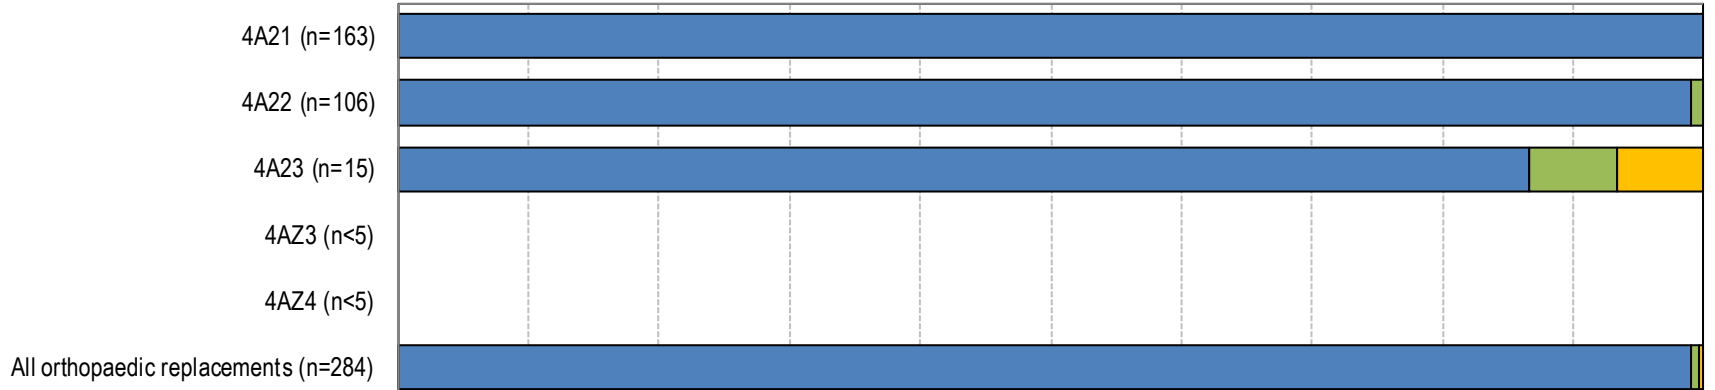 4A21 (n=163)
4A22 (n=106)
4A23 (n=15)
4AZ3 (n<5)
4AZ4 (n<5)
All orthopaedic replacements (n=284)